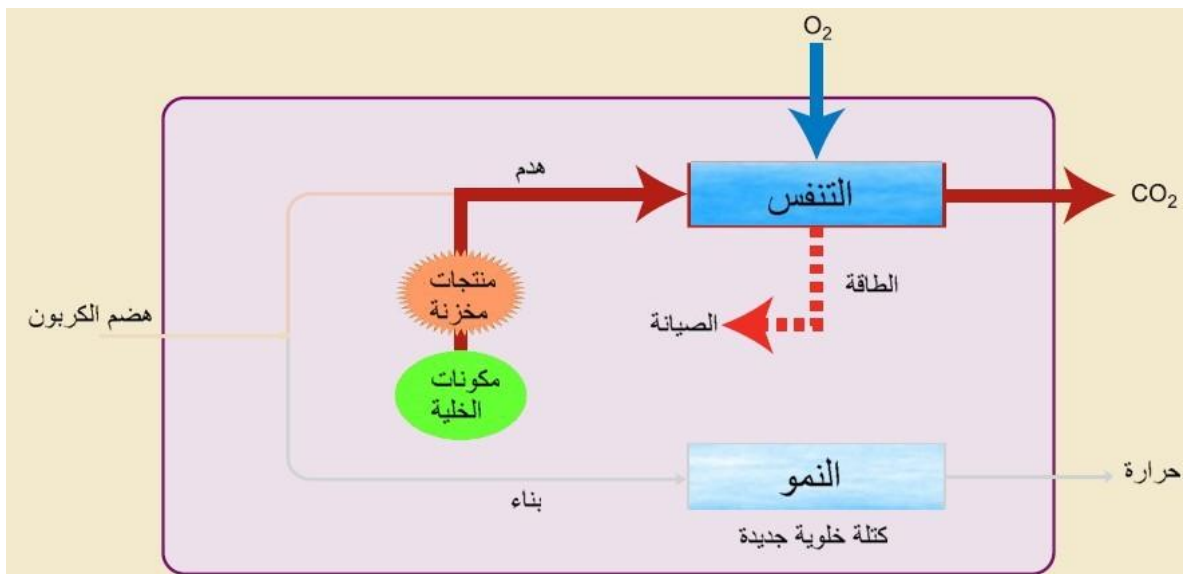 O₂
هدم
التنفس
CO₂
منتجات
مخزنة
الطاقة
هضم الكربون
الصيانة
مكونات
الخلية
النمو
حرارة
بناء
كتلة خلوية جديدة